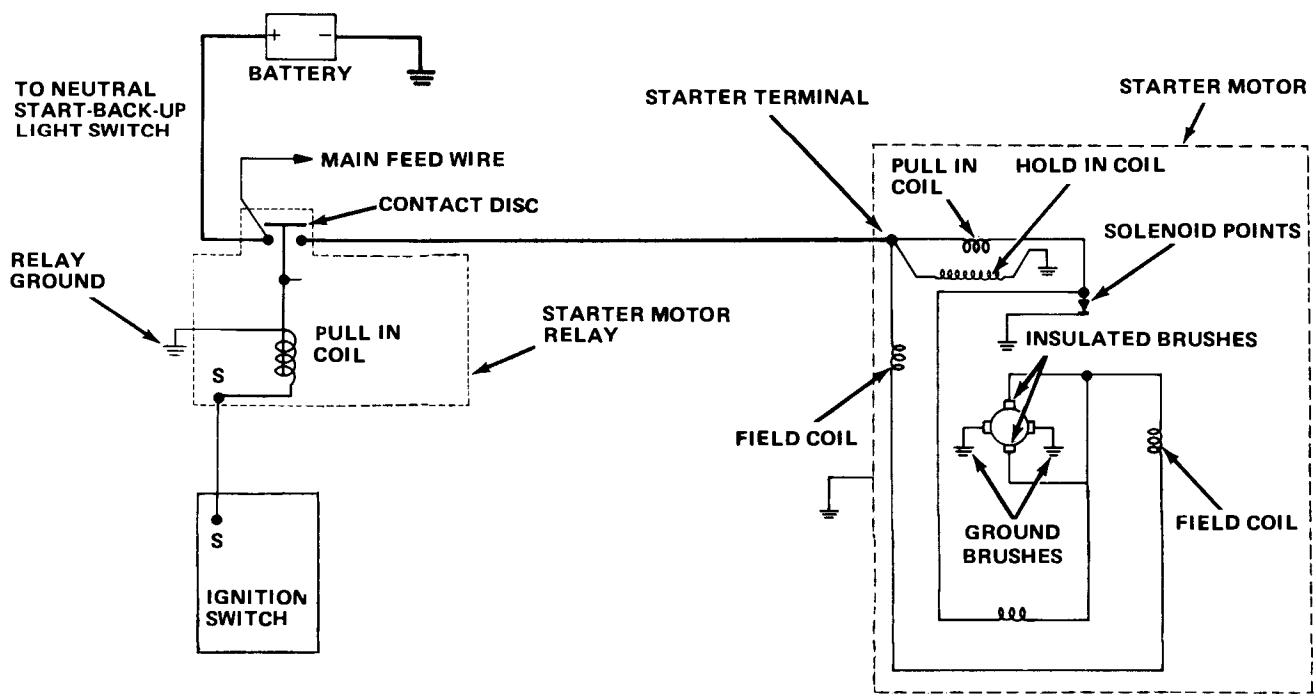 + -
BATTERY
TO NEUTRAL
START-BACK-UP
LIGHT SWITCH
MAIN FEED WIRE
CONTACT DISC
RELAY
GROUND
PULL IN
COIL
S
STARTER MOTOR
RELAY
S
IGNITION
SWITCH
STARTER TERMINAL
STARTER MOTOR
PULL IN
COIL
HOLD IN COIL
SOLENOID POINTS
INSULATED BRUSHES
FIELD COIL
GROUND
BRUSHES
FIELD COIL